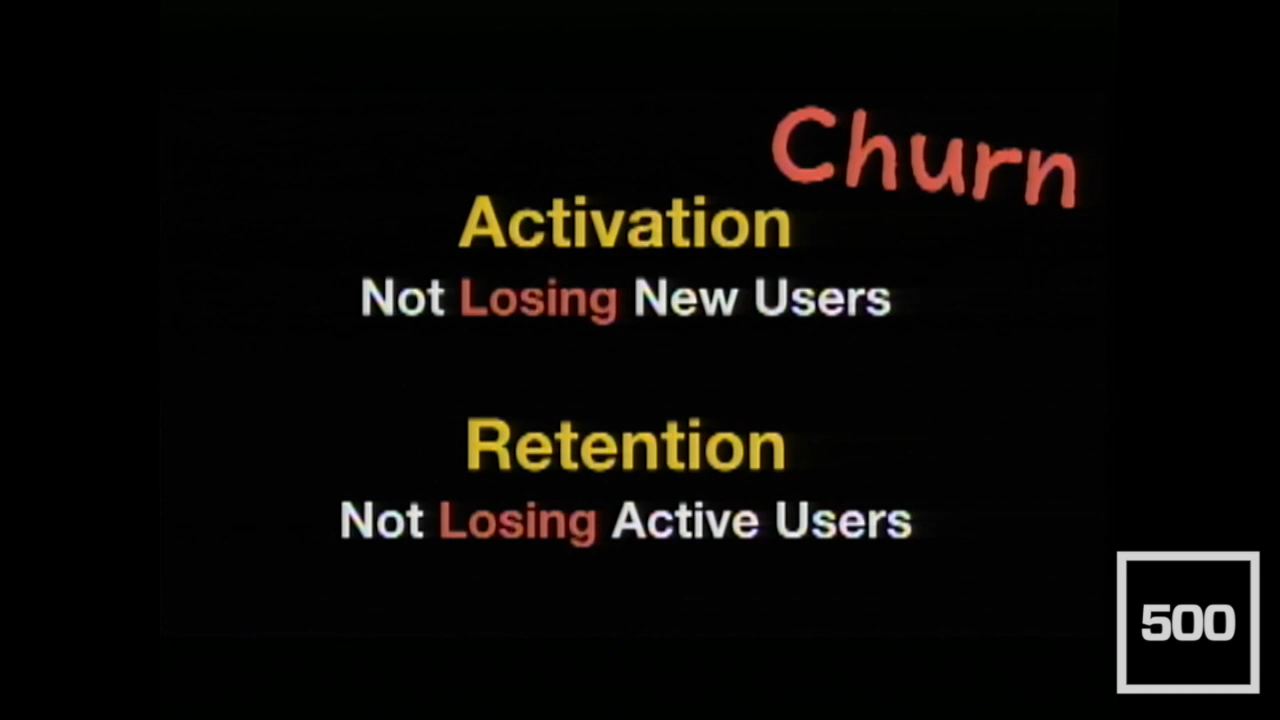 Churn
Activation
Not Losing New Users
Retention
Not Losing Active Users
500